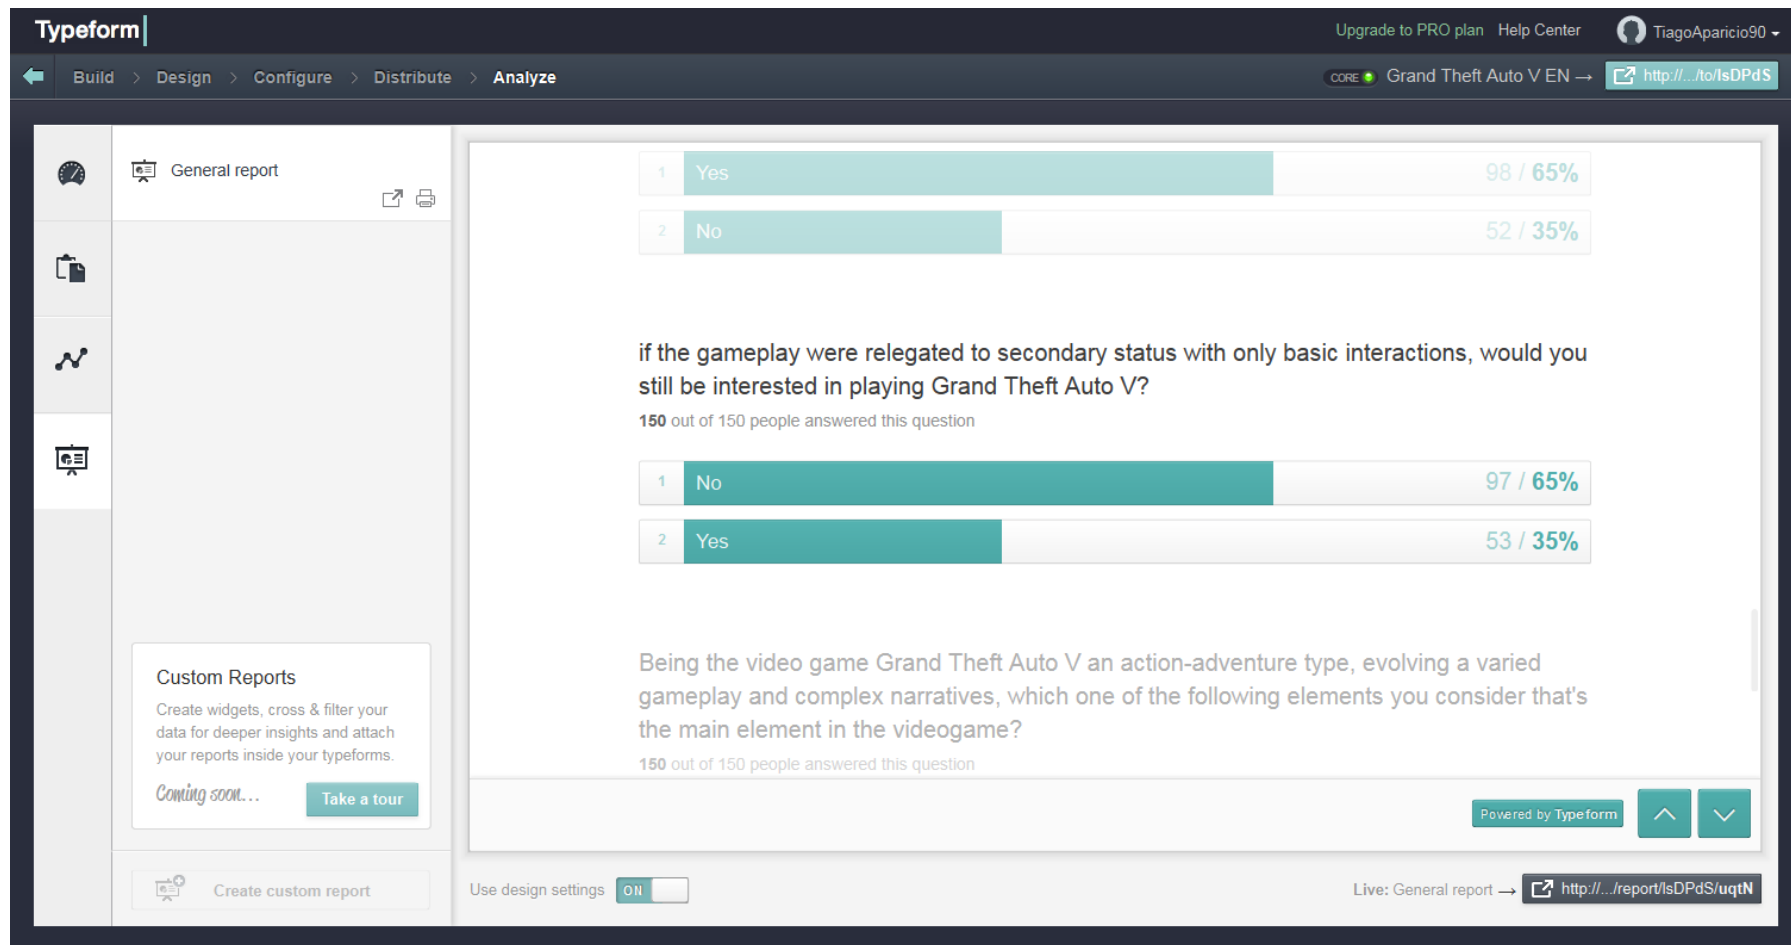 Typeform
Upgrade to PRO plan Help Center TiagoAparicio90
Build > Design > Configure > Distribute > Analyze
CORE Grand Theft Auto V EN → http://.../to/lsDPdS
General report
1 Yes 98 / 65%
2 No 52 / 35%
if the gameplay were relegated to secondary status with only basic interactions, would you
still be interested in playing Grand Theft Auto V?
150 out of 150 people answered this question
1 No 97 / 65%
2 Yes 53 / 35%
Being the video game Grand Theft Auto V an action-adventure type, evolving a varied
gameplay and complex narratives, which one of the following elements you consider that's
the main element in the videogame?
150 out of 150 people answered this question
Custom Reports
Create widgets, cross & filter your
data for deeper insights and attach
your reports inside your typeforms.
Coming soon...
Take a tour
Powered by Typeform
Create custom report
Use design settings ON
Live: General report → http://.../report/lsDPdS/uqtN